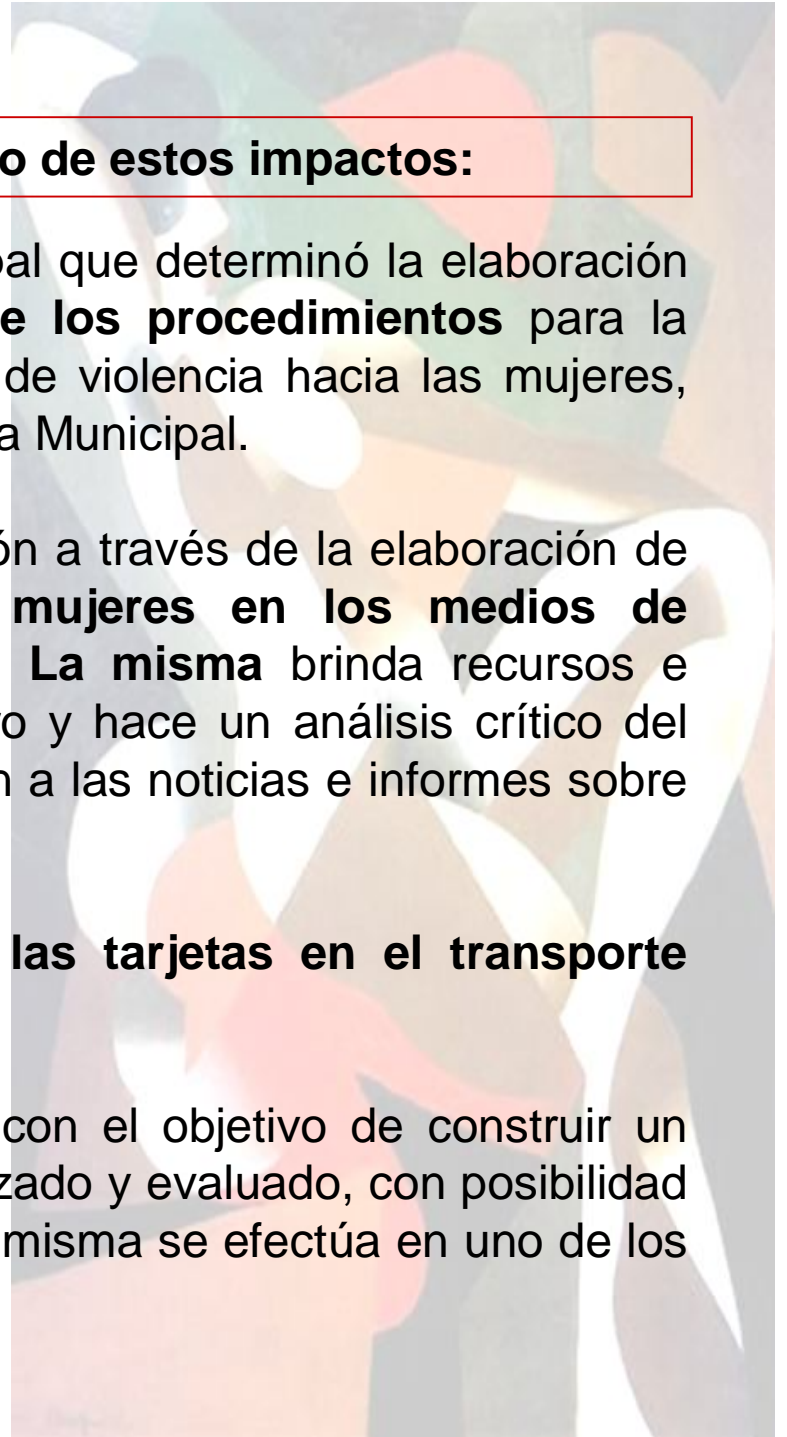 o de estos impactos:
pal que determinó la elaboración
e los procedimientos para la
de violencia hacia las mujeres,
a Municipal.
ón a través de la elaboración de
mujeres en los medios de
La misma brinda recursos e
vo y hace un análisis crítico del
n a las noticias e informes sobre
las tarjetas en el transporte
con el objetivo de construir un
zado y evaluado, con posibilidad
misma se efectúa en uno de los